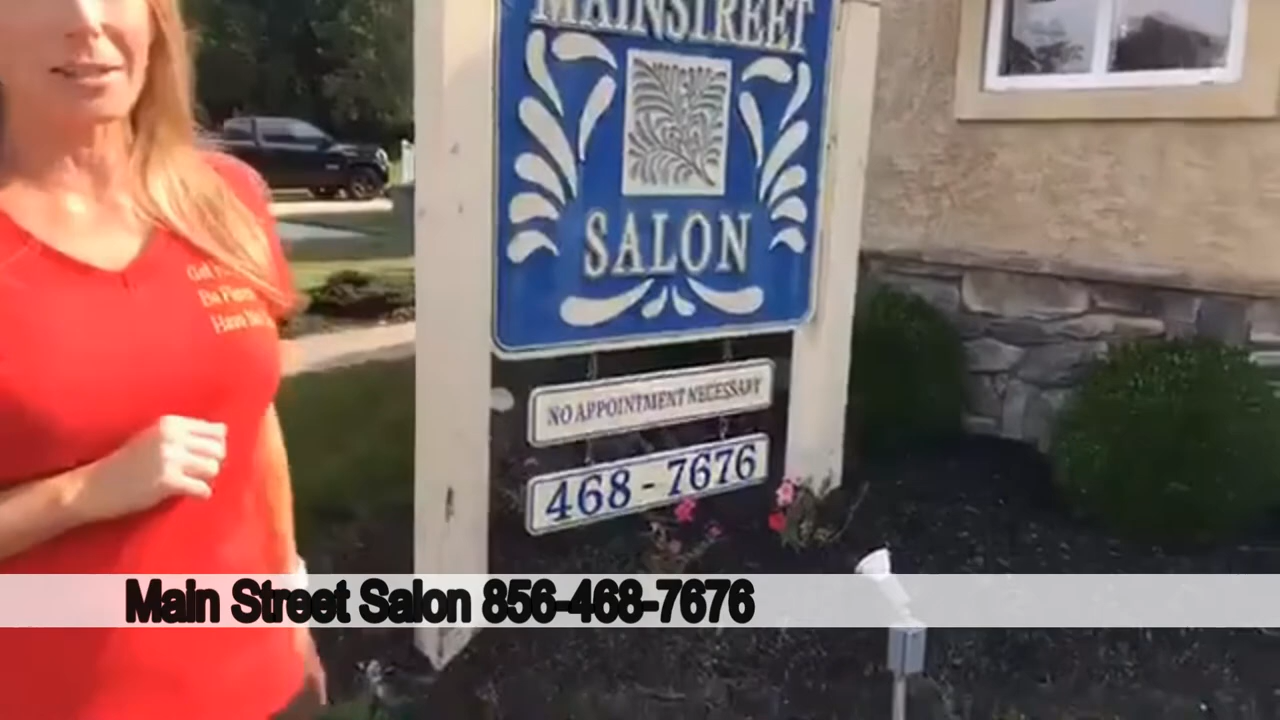 MAINSTREET
SALON
NO APPOINTMENT NECESSARY
468-7676
Main Street Salon 856-468-7676